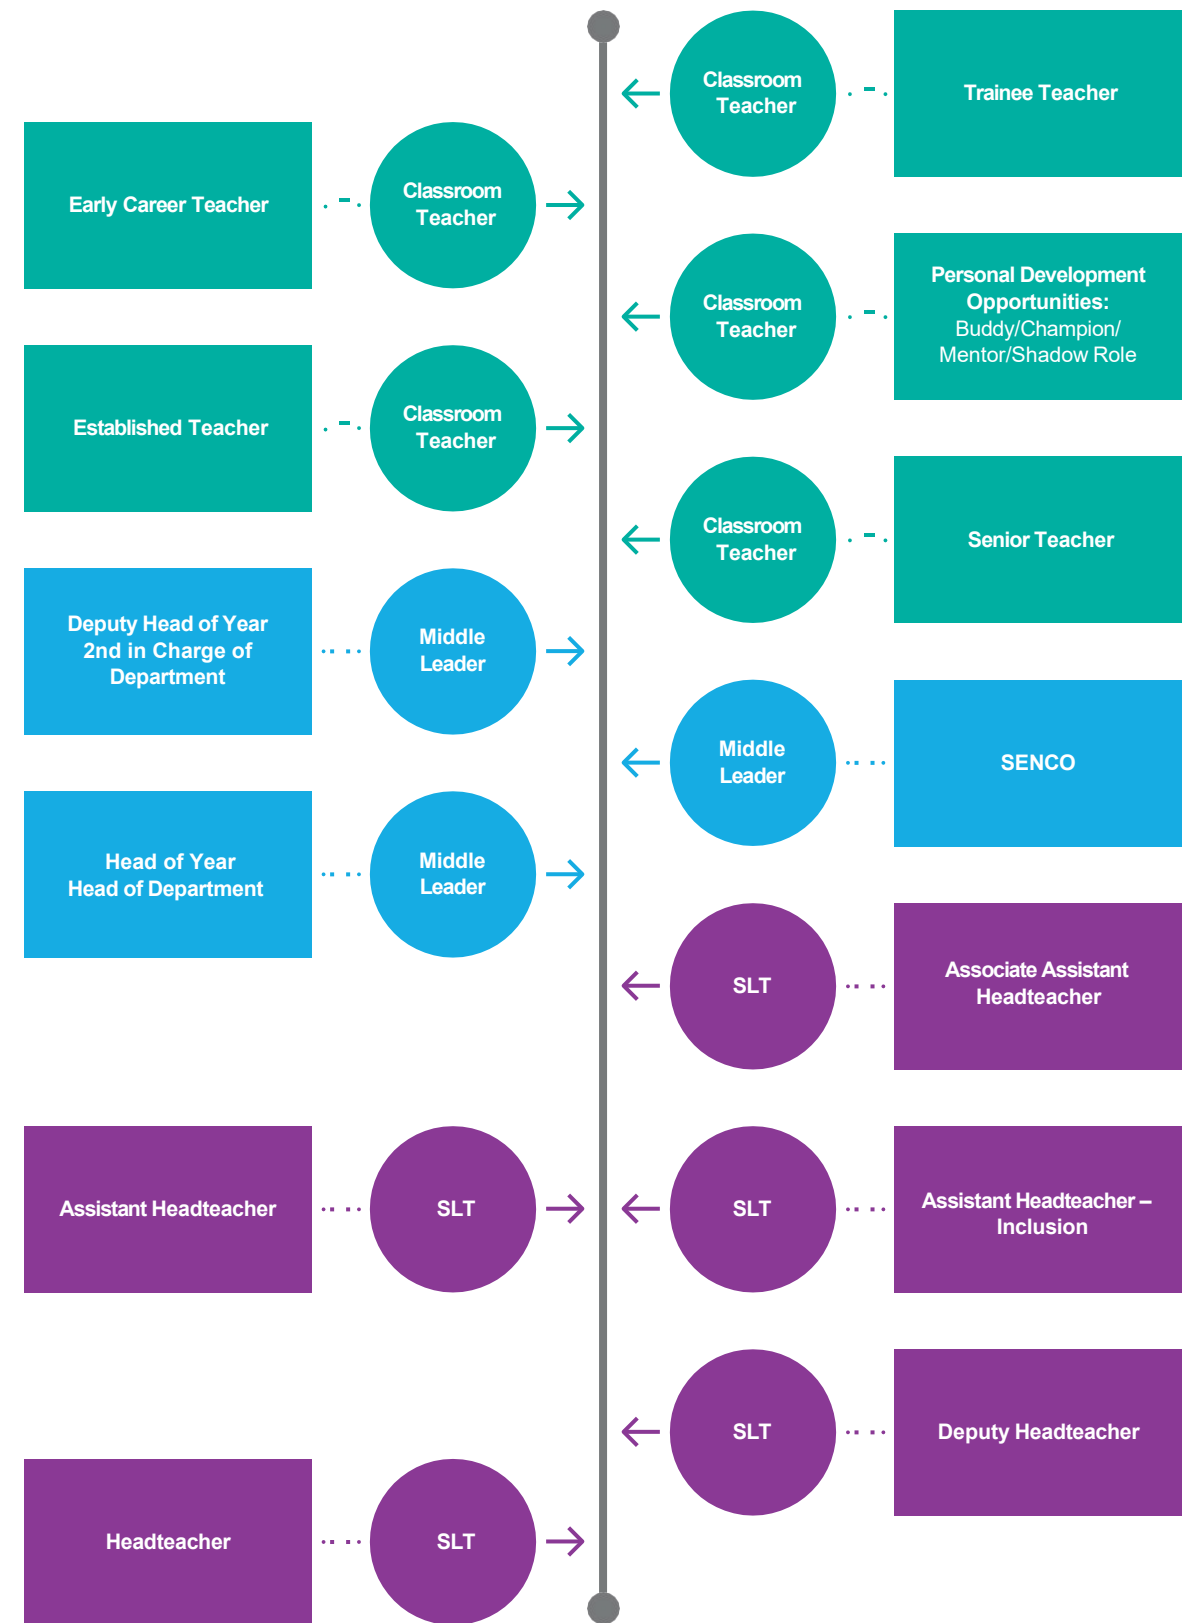 Classroom
Teacher
Trainee Teacher
Early Career Teacher
Classroom
Teacher
Classroom
Teacher
Personal Development
Opportunities:
Buddy/Champion/
Mentor/Shadow Role
Established Teacher
Classroom
Teacher
Classroom
Teacher
Senior Teacher
Deputy Head of Year
2nd in Charge of
Department
Middle
Leader
Middle
Leader
SENCO
Head of Year
Head of Department
Middle
Leader
SLT
Associate Assistant
Headteacher
Assistant Headteacher
SLT
SLT
Assistant Headteacher –
Inclusion
SLT
Deputy Headteacher
Headteacher
SLT